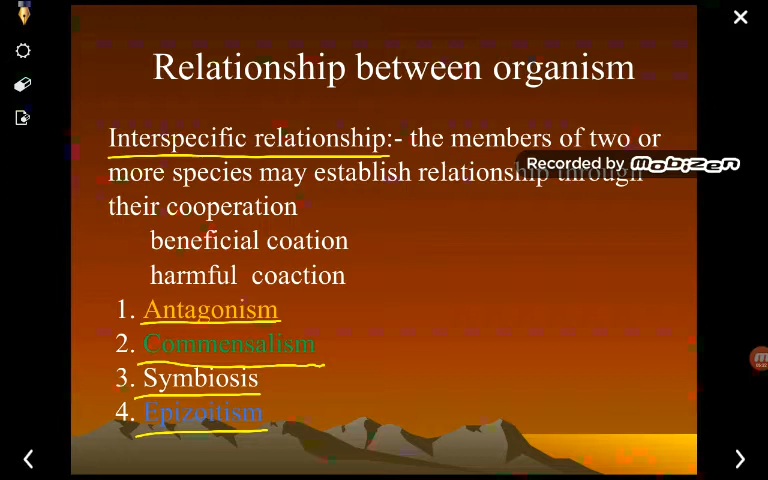 Relationship between organism
Interspecific relationship:- the members of two or
Recorded by Mobizen
more species may establish relationship through
their cooperation
beneficial coation
harmful coaction
1. Antagonism
2. Commensalism
3. Symbiosis
4. Epizoitism